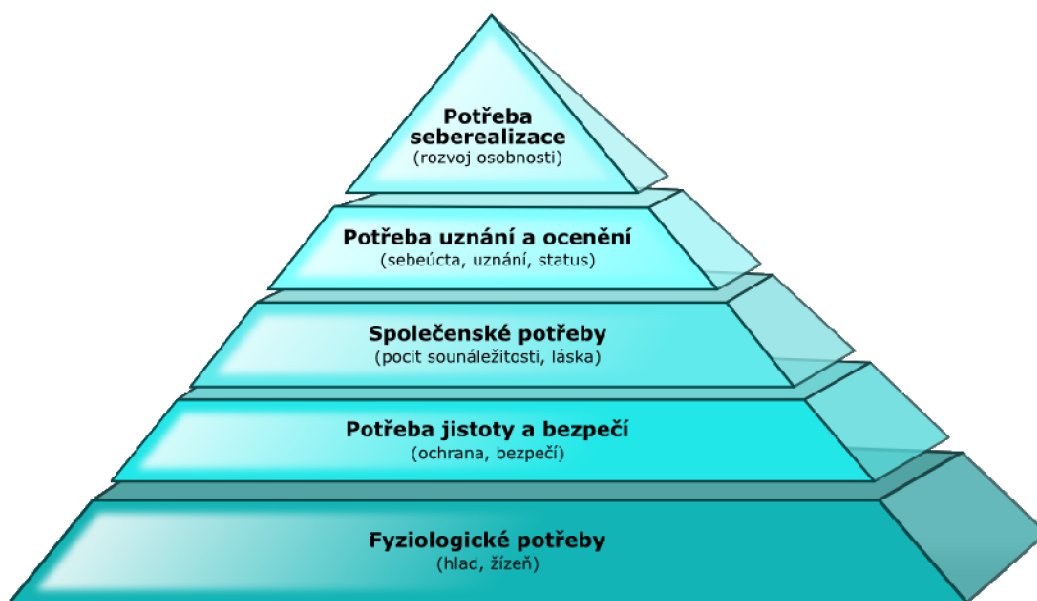 Potřeba
seberealizace
(rozvoj osobnosti)
Potřeba uznání a ocenění
(sebeúcta, uznání, status)
Společenské potřeby
(pocit sounáležitosti, láska)
Potřeba jistoty a bezpečí
(ochrana, bezpečí)
Fyziologické potřeby
(hlad, žízeň)